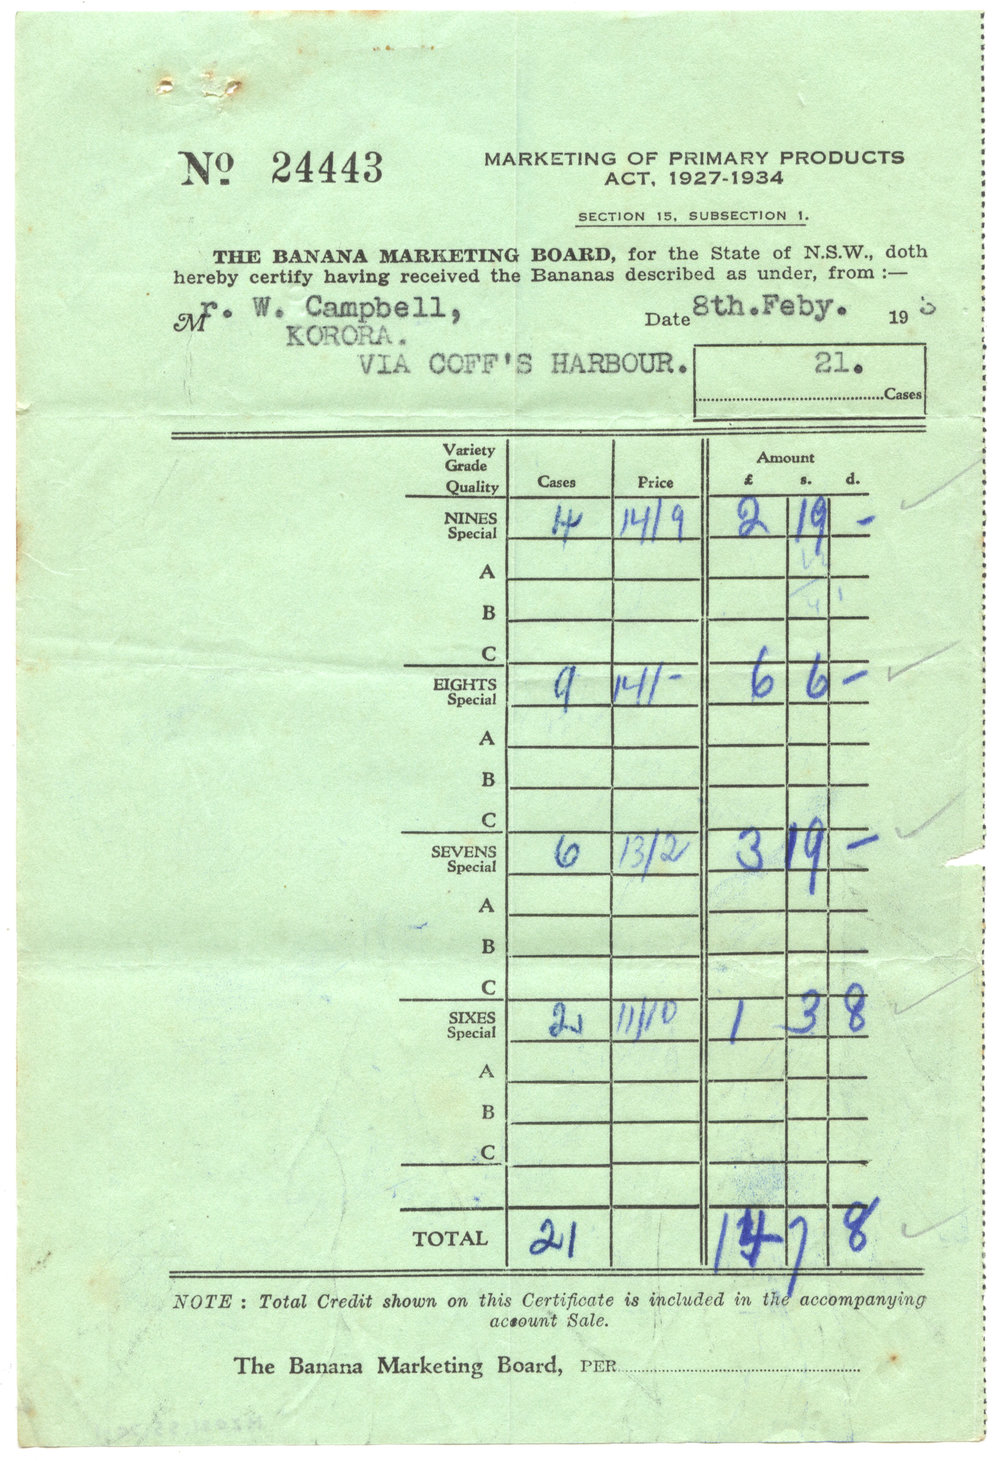 Nº 24443
MARKETING OF PRIMARY PRODUCTS
ACT, 1927-1934
SECTION 15, SUBSECTION 1.
THE BANANA MARKETING BOARD, for the State of N.S.W., doth
hereby certify having received the Bananas described as under, from :—
Mr. W. Campbell,
Date 8th.Feby. 19
KORORA.
VIA COFF'S HARBOUR.
21.
Cases
Variety Grade Quality Cases Price Amount £ s. d.
NINES Special 4 14/9 2 19 -
A
B
C
EIGHTS Special 9 14/- 6 6 -
A
B
C
SEVENS Special 6 13/2 3 19 -
A
B
C
SIXES Special 2 11/10 1 3 8
A
B
C
TOTAL 21 14 7 8
NOTE : Total Credit shown on this Certificate is included in the accompanying
account Sale.
The Banana Marketing Board, PER